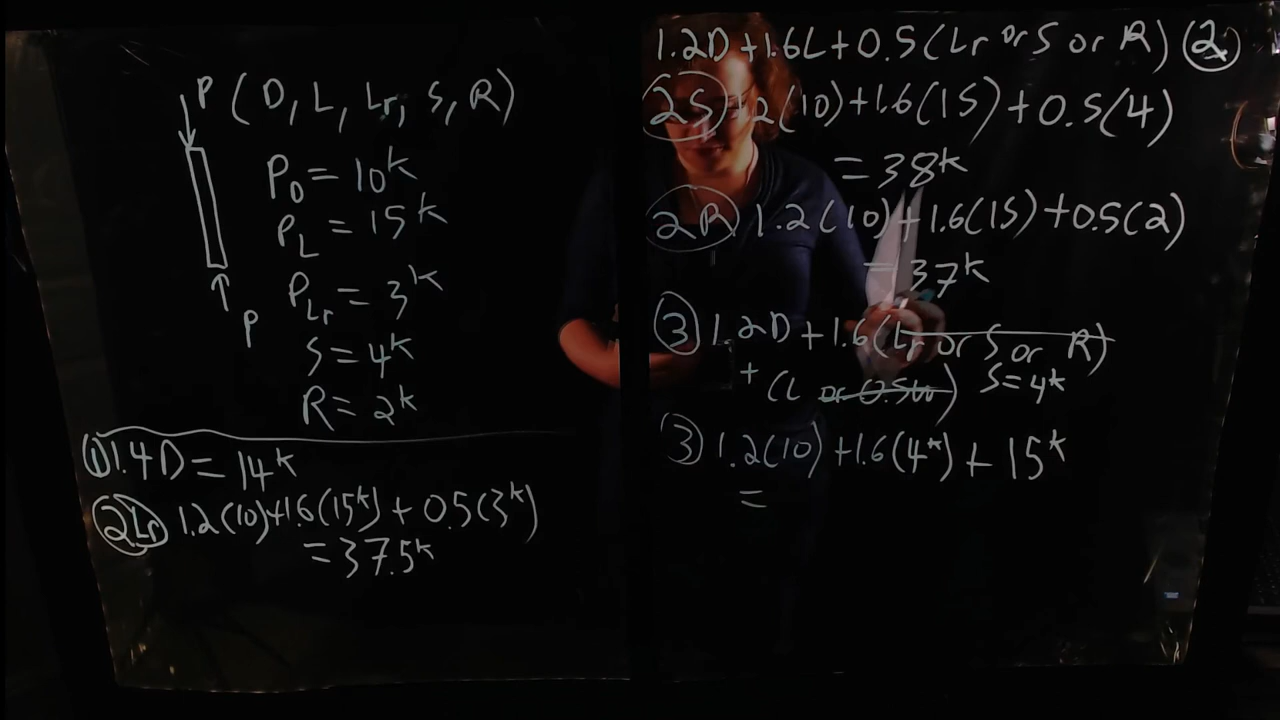 P (D, L, Lr, S, R)
P_D = 10^k
P_L = 15^k
P_Lr = 3^k
P
S = 4^k
R = 2^k
① 1.4D = 14^k
2Lr 1.2(10)+1.6(15^k) + 0.5(3^k)
= 37.5^k
1.2D+1.6L+0.5(Lr or S or R) ②
2S 1.2(10)+1.6(15)+0.5(4)
= 38^k
2R 1.2(10)+1.6(15)+0.5(2)
= 37^k
③ 1.2D+1.6(Lr or S or R)
+ (L or 0.5W) S=4^k
③ 1.2(10)+1.6(4^k)+15^k
=